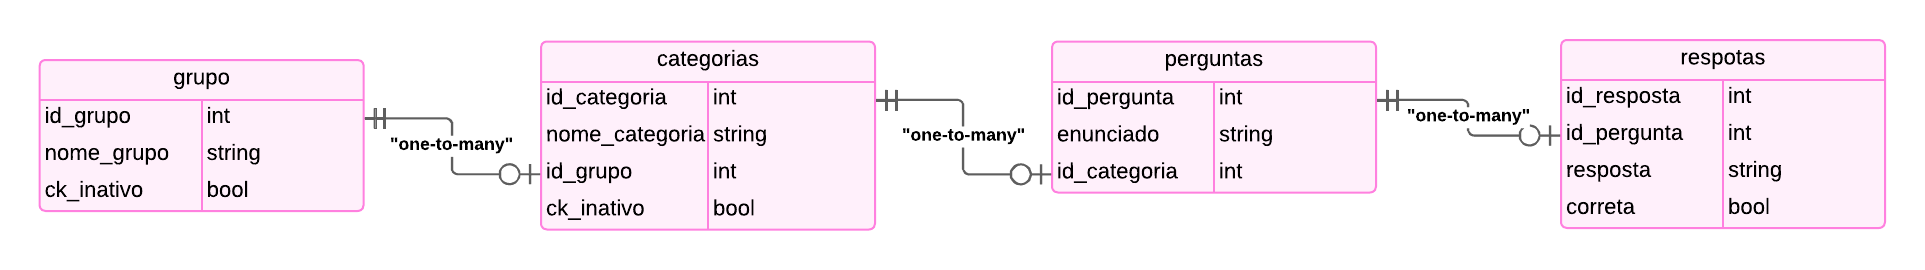 grupo
id_grupo int
nome_grupo string
ck_inativo bool
"one-to-many"
categorias
id_categoria int
nome_categoria string
id_grupo int
ck_inativo bool
"one-to-many"
perguntas
id_pergunta int
enunciado string
id_categoria int
"one-to-many"
respotas
id_resposta int
id_pergunta int
resposta string
correta bool